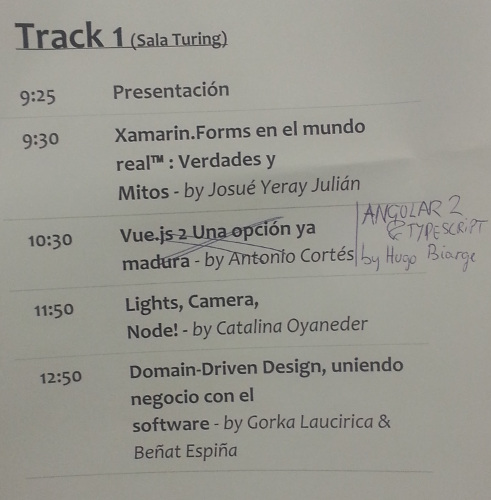 Track 1 (Sala Turing)
9:25 Presentación
9:30 Xamarin.Forms en el mundo
real™ : Verdades y
Mitos - by Josué Yeray Julián
10:30 Vue.js 2 Una opción ya
madura - by Antonio Cortés
ANGOLAR 2
& TYPESCRIPT
by Hugo Biarge
11:50 Lights, Camera,
Node! - by Catalina Oyaneder
12:50 Domain-Driven Design, uniendo
negocio con el
software - by Gorka Laucirica &
Beñat Espiña